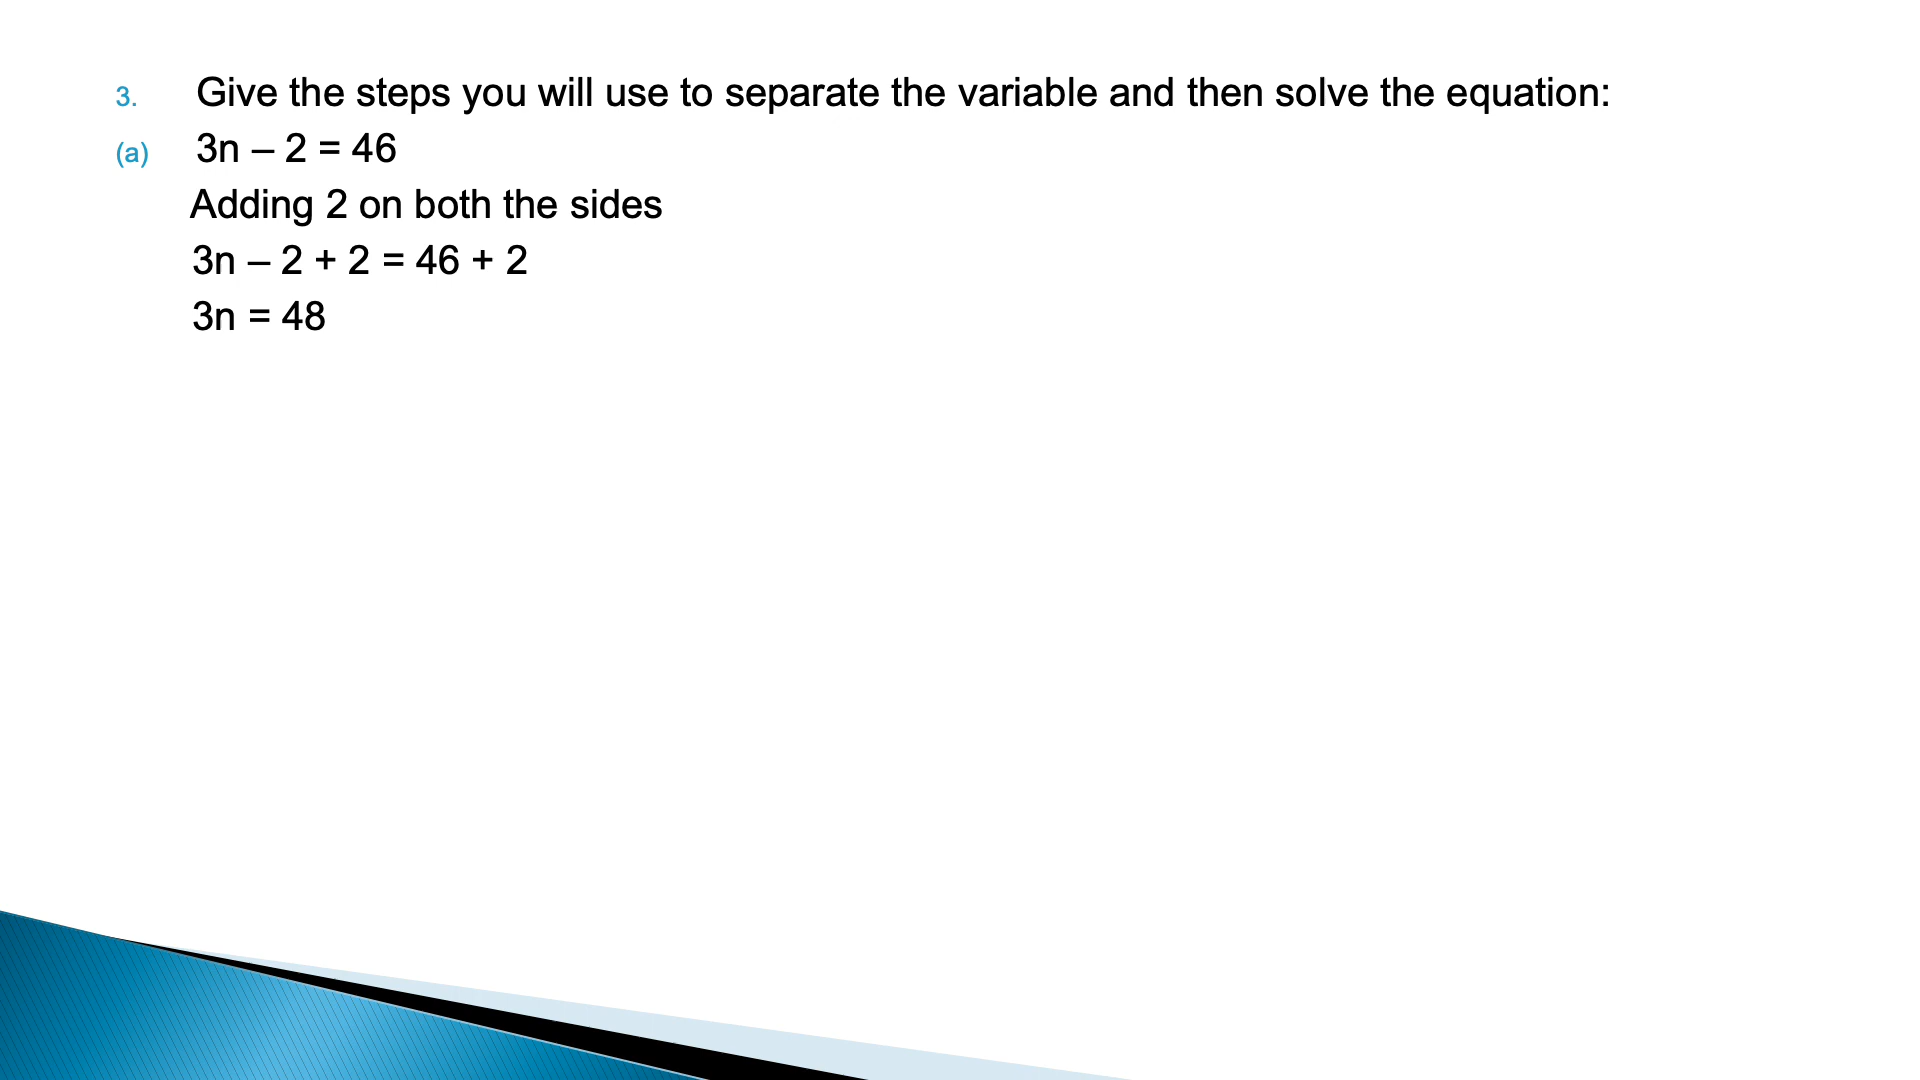 3. Give the steps you will use to separate the variable and then solve the equation:
(a) 3n – 2 = 46
Adding 2 on both the sides
3n – 2 + 2 = 46 + 2
3n = 48